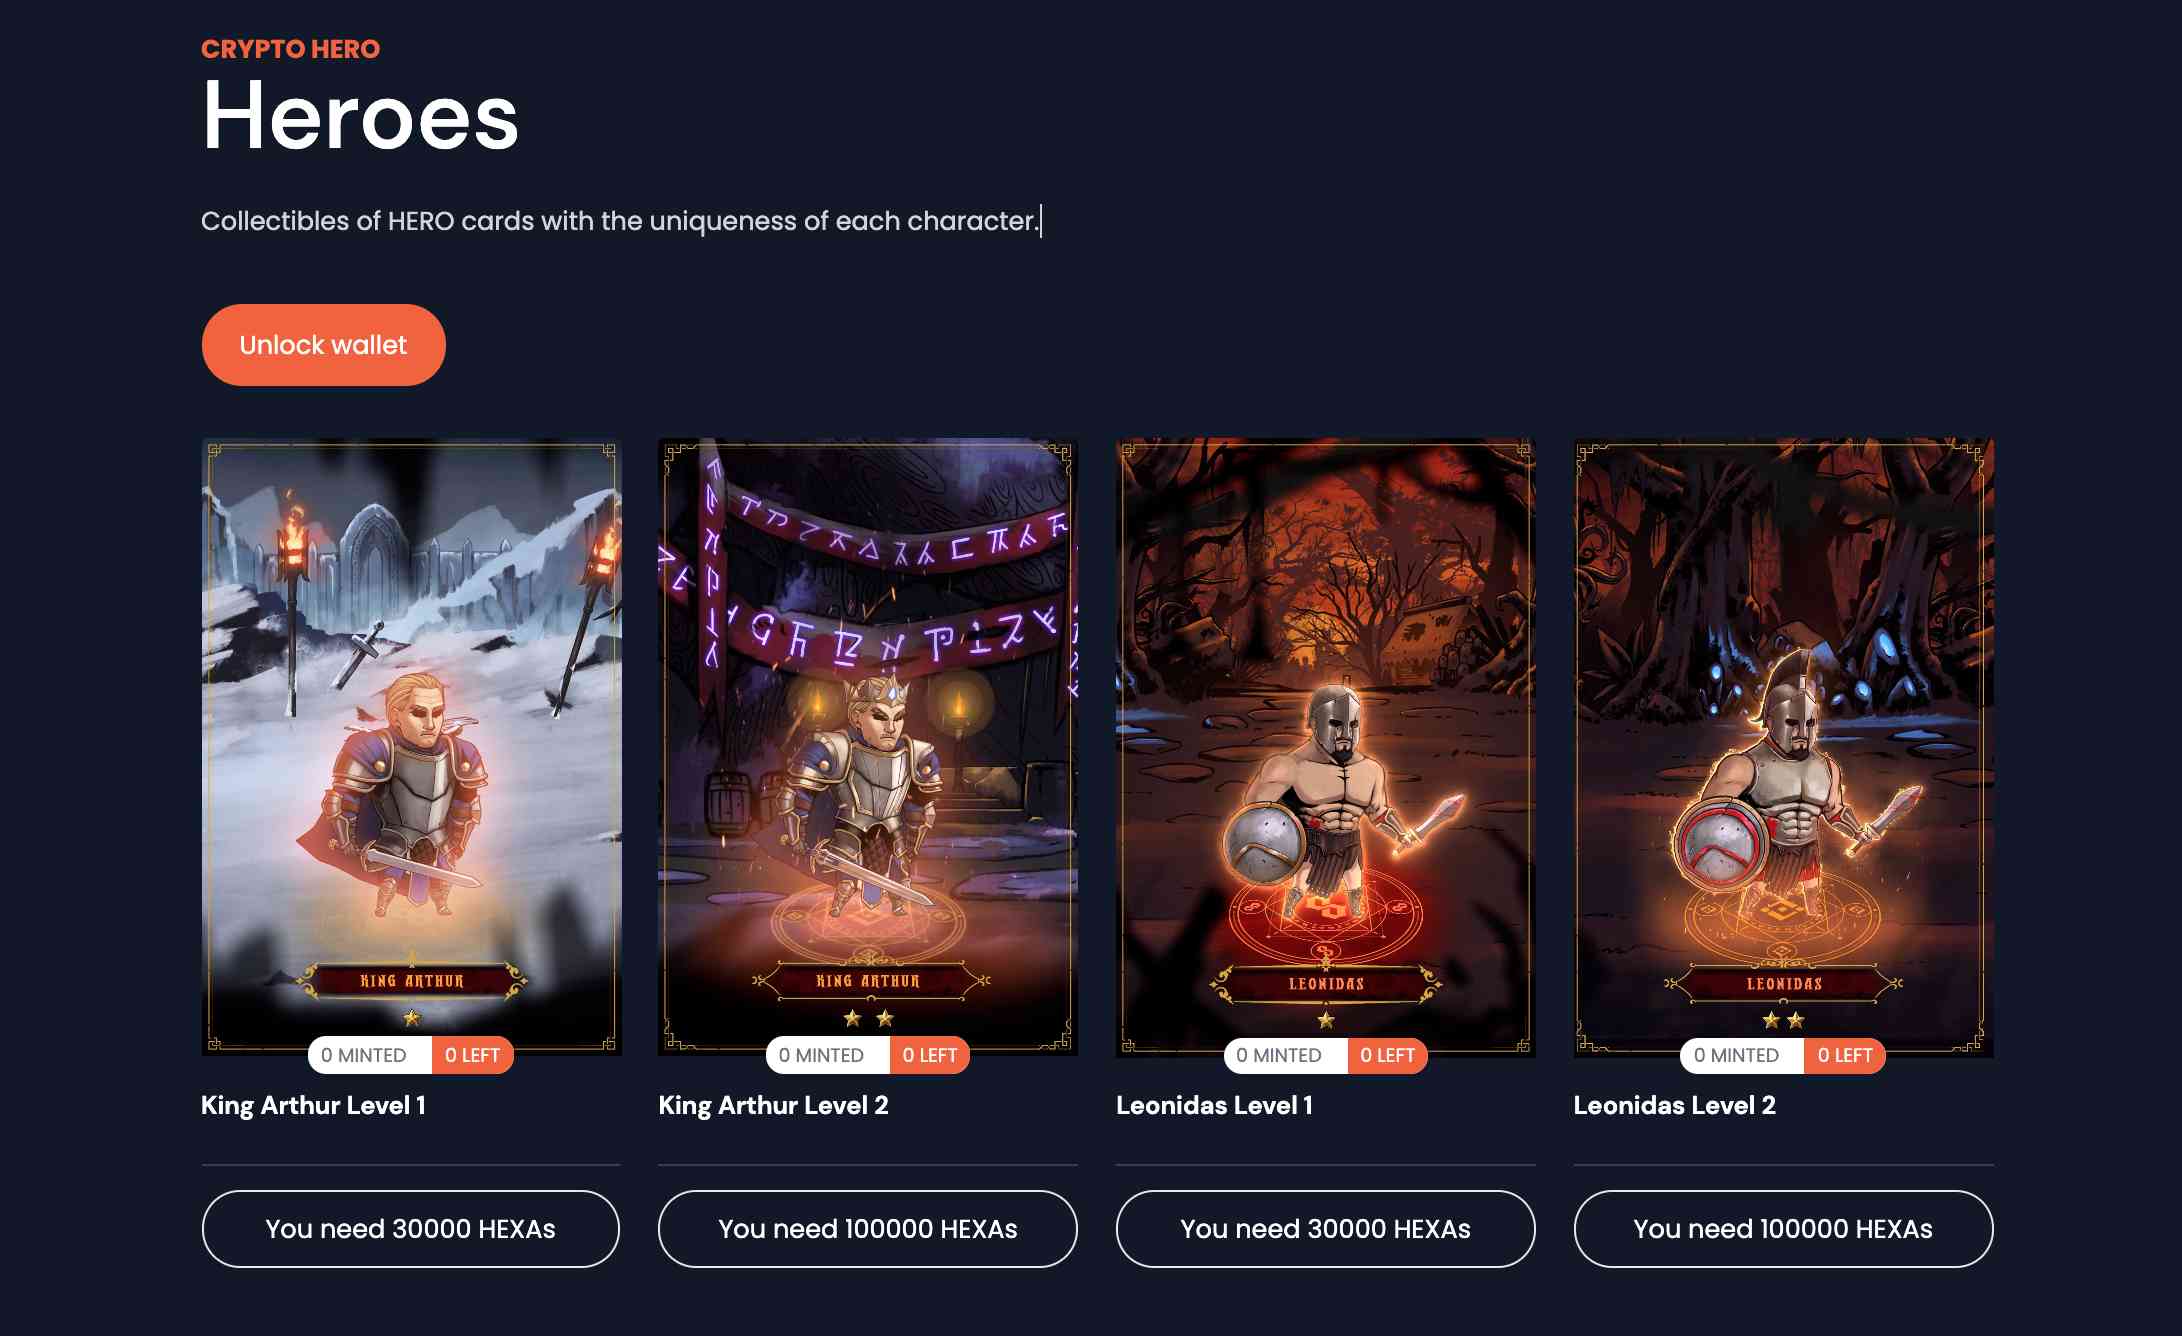 CRYPTO HERO
Heroes
Collectibles of HERO cards with the uniqueness of each character.
Unlock wallet
KING ARTHUR
KING ARTHUR
LEONIDAS
LEONIDAS
0 MINTED 0 LEFT
0 MINTED 0 LEFT
0 MINTED 0 LEFT
0 MINTED 0 LEFT
King Arthur Level 1
King Arthur Level 2
Leonidas Level 1
Leonidas Level 2
You need 30000 HEXAs
You need 100000 HEXAs
You need 30000 HEXAs
You need 100000 HEXAs